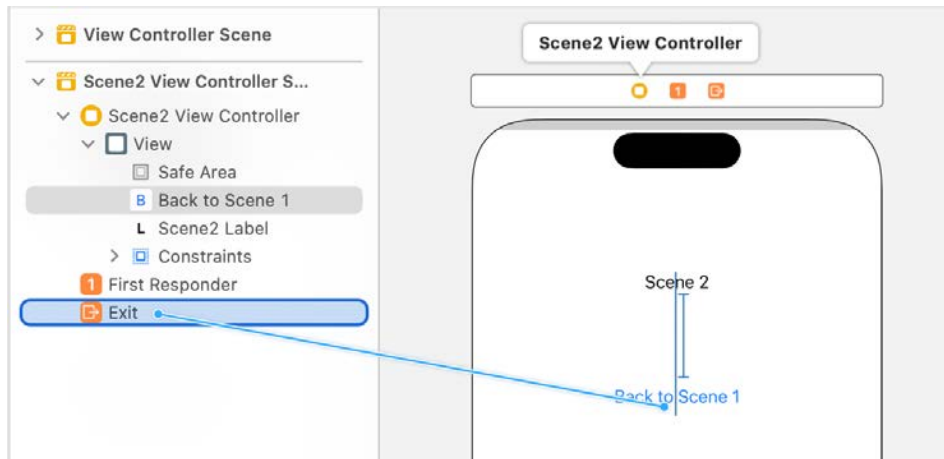 View Controller Scene
Scene2 View Controller S...
Scene2 View Controller
View
Safe Area
B Back to Scene 1
L Scene2 Label
Constraints
1 First Responder
Exit
Scene2 View Controller
1
Scene 2
Back to Scene 1